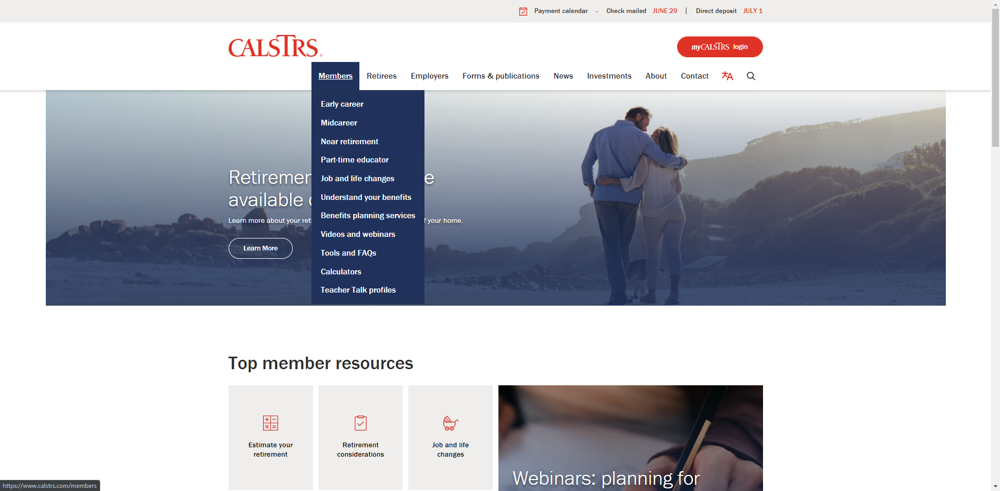 Payment calendar - Check mailed JUNE 29 | Direct deposit JULY 1
CALSTRS®
myCALSTRS login
Members Retirees Employers Forms & publications News Investments About Contact
Early career
Midcareer
Near retirement
Part-time educator
Job and life changes
Understand your benefits
Benefits planning services
Videos and webinars
Tools and FAQs
Calculators
Teacher Talk profiles
available
Learn more about your
your home.
Learn More
Top member resources
Estimate your
retirement
Retirement
considerations
Job and life
changes
Webinars: planning for
https://www.calstrs.com/members